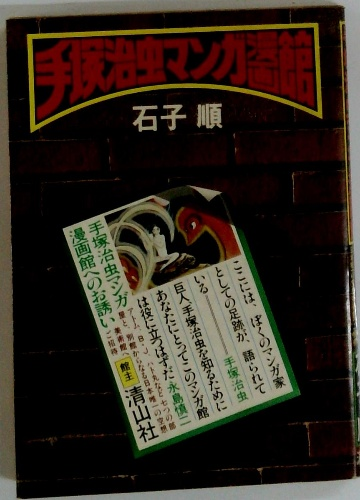 手塚治虫マンガ漫画館
石子 順
ここには、ぼくのマンガ家
としての足跡が、語られて
いる――手塚治虫
巨人、手塚治虫を知るために
あなたにとってこのマンガ館
は役に立つはずだ 永島慎二
アトム、B・J、
手塚治虫マンガ
漫画館へのお誘い
館主
清山社